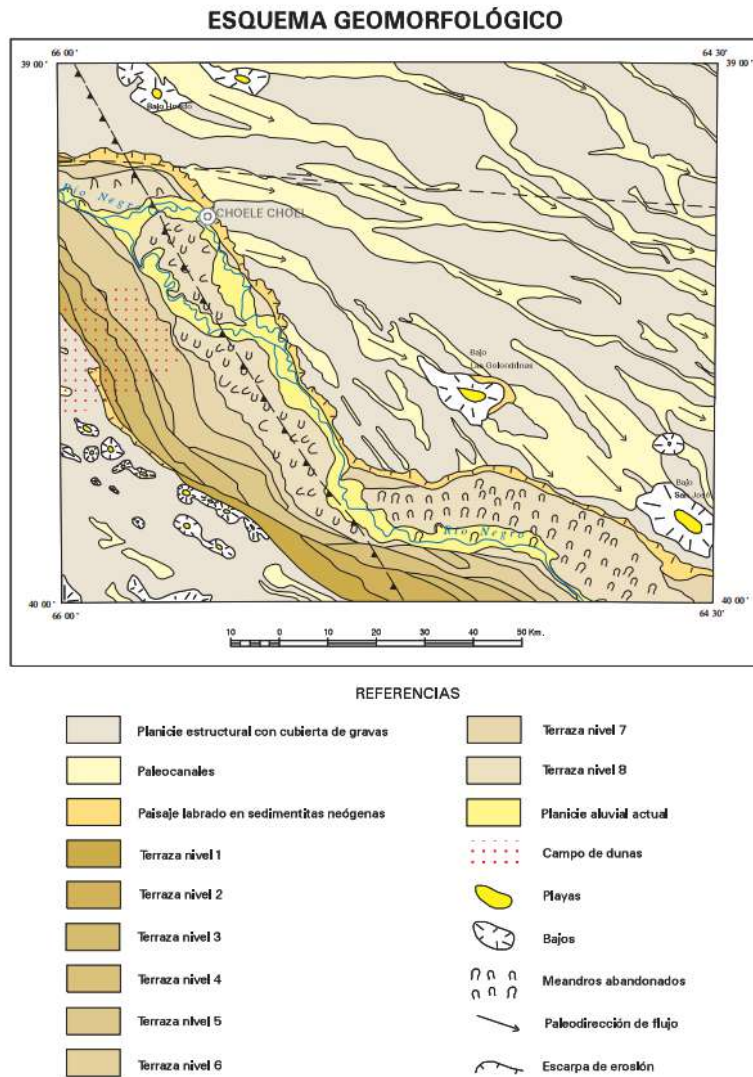 ESQUEMA GEOMORFOLÓGICO
66 00 '
64 30'
39 00 '
39 00 '
Bajo Hondo
Río Negro
CHOELE CHOEL
Bajo
Las Golondrinas
Bajo
San José
Río Negro
40 00 '
40 00 '
66 00 '
64 30 '
10 0 10 20 30 40 50 Km.
REFERENCIAS
Planicie estructural con cubierta de gravas
Paleocanales
Paisaje labrado en sedimentitas neógenas
Terraza nivel 1
Terraza nivel 2
Terraza nivel 3
Terraza nivel 4
Terraza nivel 5
Terraza nivel 6
Terraza nivel 7
Terraza nivel 8
Planicie aluvial actual
Campo de dunas
Playas
Bajos
Meandros abandonados
Paleodirección de flujo
Escarpa de erosión